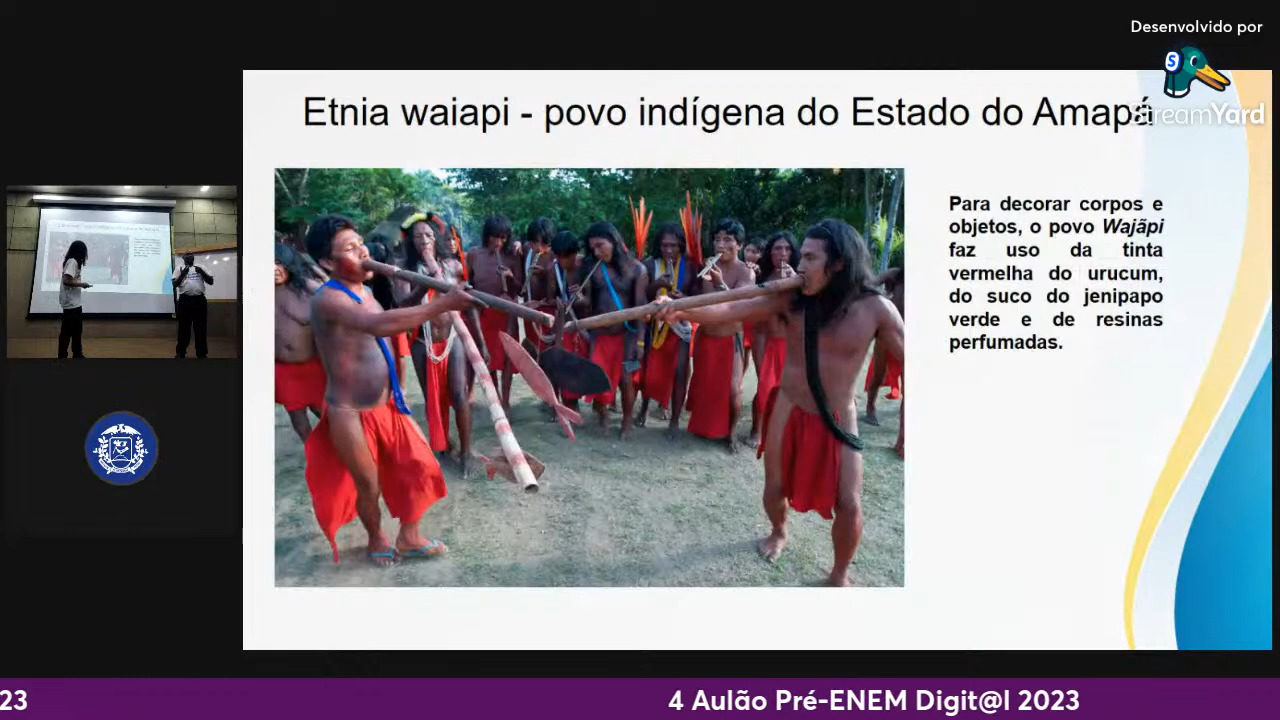 Desenvolvido por
StreamYard
Etnia waiapi - povo indígena do Estado do Amapá
Para decorar corpos e
objetos, o povo Wajãpi
faz uso da tinta
vermelha do urucum,
do suco do jenipapo
verde e de resinas
perfumadas.
23
4 Aulão Pré-ENEM Digit@l 2023